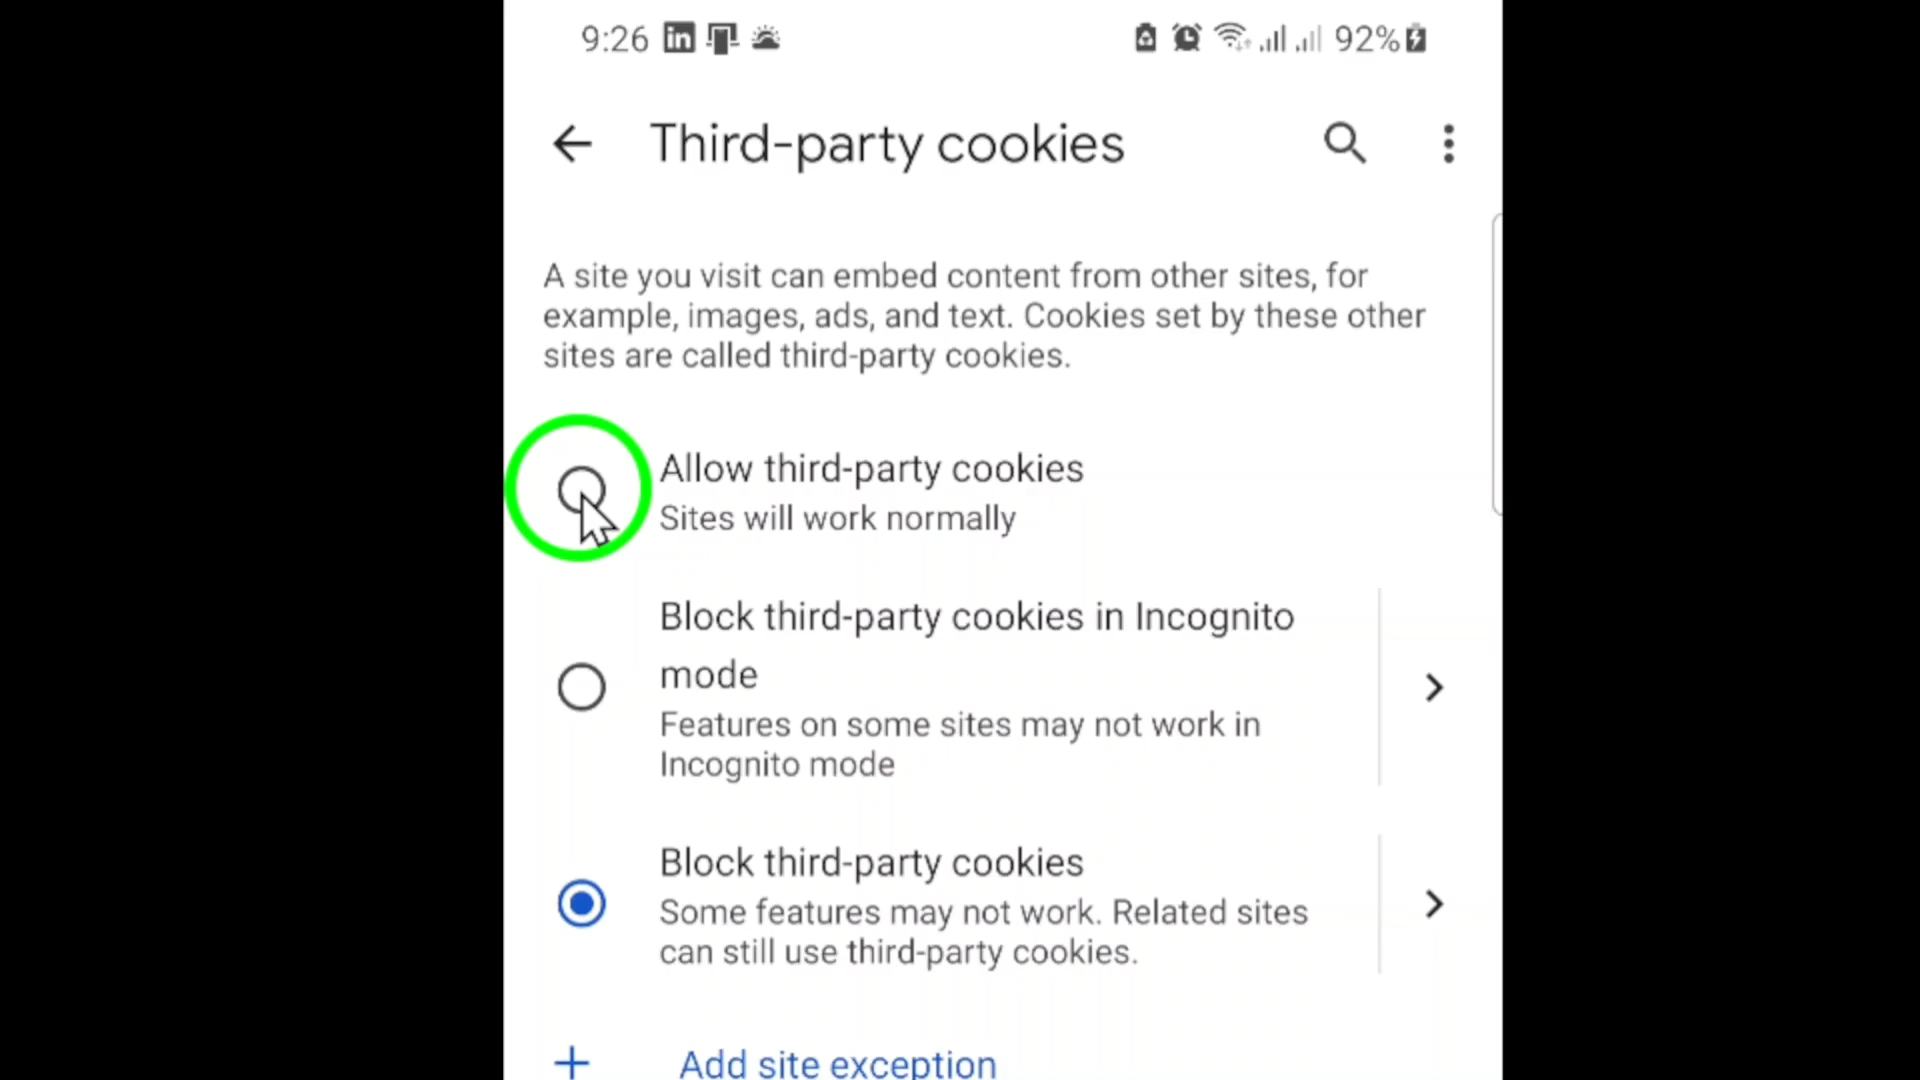 9:26 in 92%
Third-party cookies
A site you visit can embed content from other sites, for
example, images, ads, and text. Cookies set by these other
sites are called third-party cookies.
Allow third-party cookies
Sites will work normally
Block third-party cookies in Incognito
mode
Features on some sites may not work in
Incognito mode
Block third-party cookies
Some features may not work. Related sites
can still use third-party cookies.
Add site exception